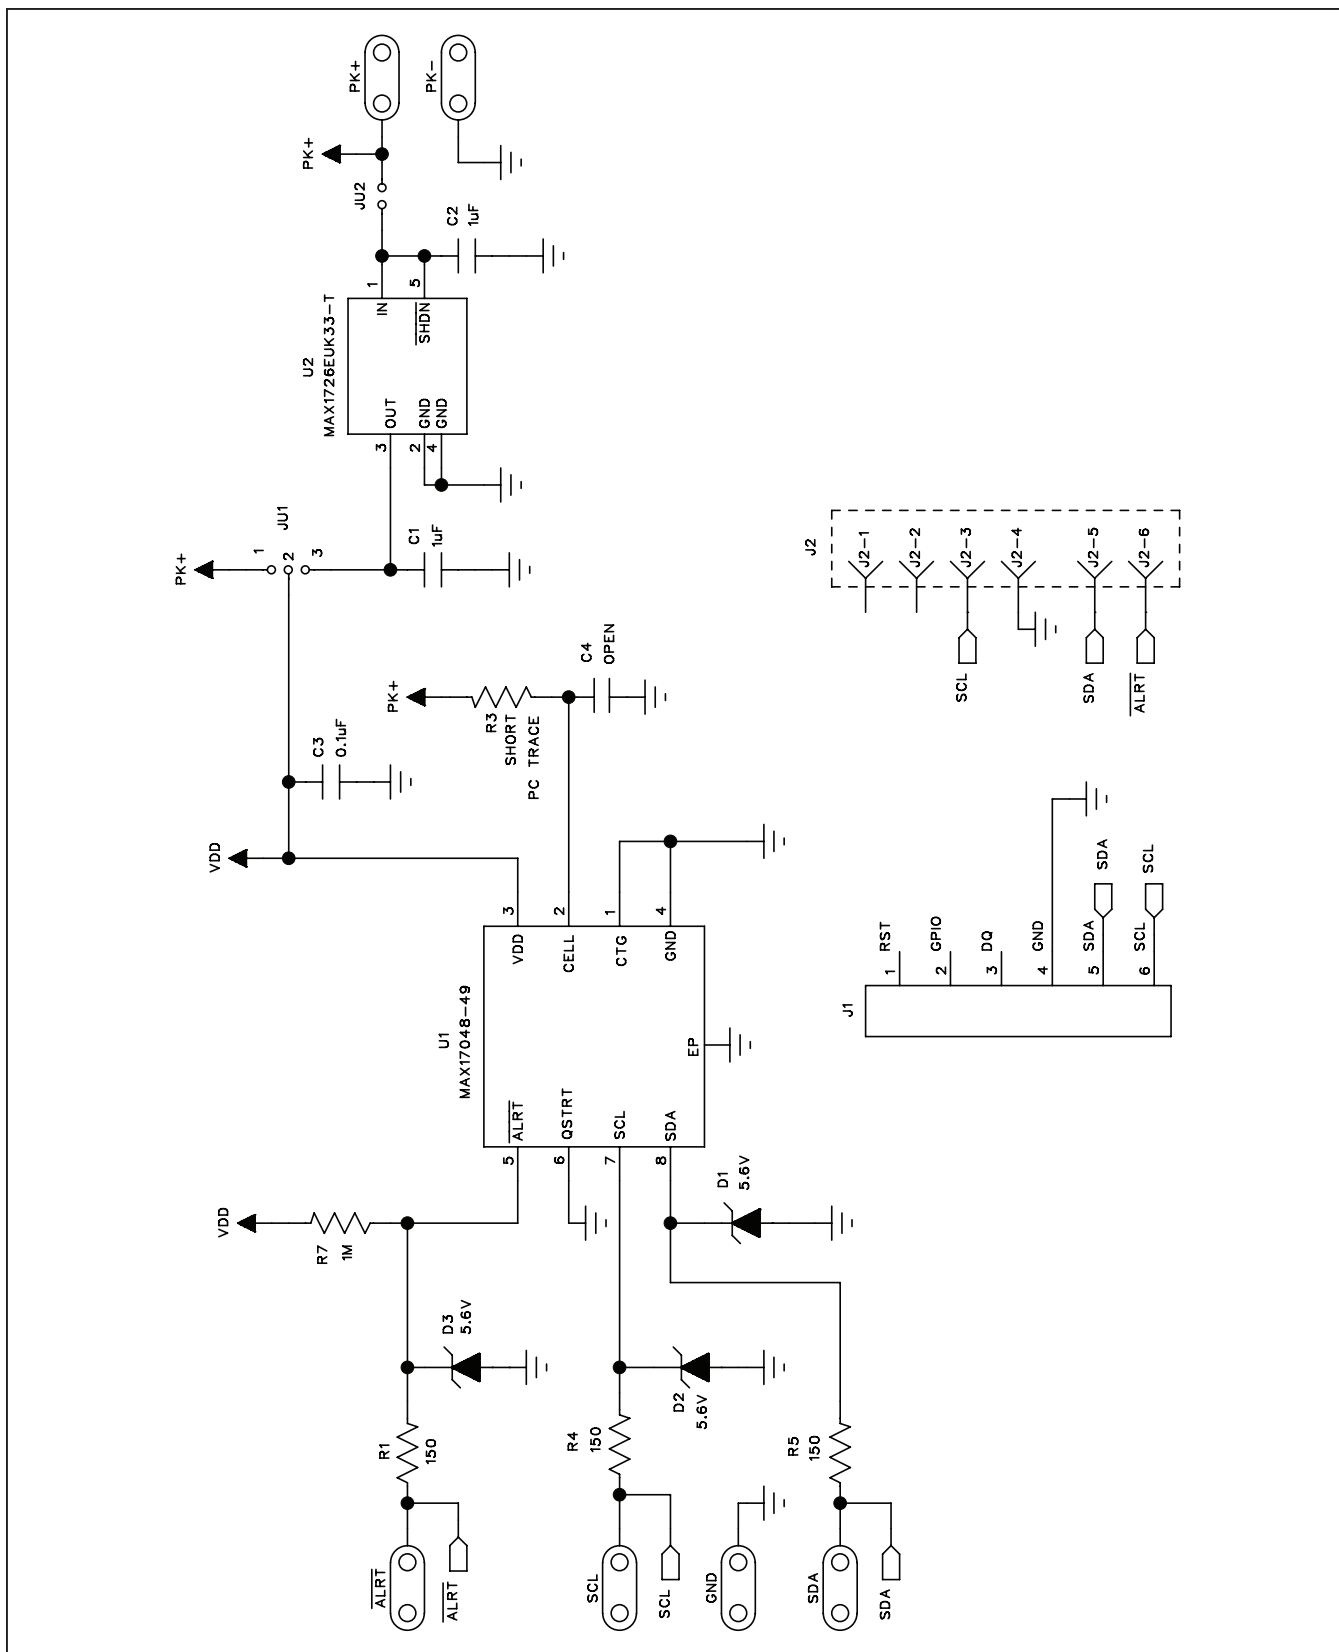 ALRT
ALRT
R1
150
D3
5.6V
R7
1M
VDD
SCL
SCL
R4
150
D2
5.6V
GND
SDA
SDA
R5
150
D1
5.6V
U1
MAX17048-49
5
ALRT
6
QSTRT
7
SCL
8
SDA
EP
VDD
3
CELL
2
CTG
1
GND
4
VDD
C3
0.1uF
PK+
R3
SHORT
PC TRACE
C4
OPEN
PK+
JU1
1
2
3
C1
1uF
U2
MAX1726EUK33-T
3
OUT
2
GND
4
GND
IN
1
SHDN
5
C2
1uF
JU2
PK+
PK+
PK-
J1
1
RST
2
GPIO
3
DQ
4
GND
5
SDA
SDA
6
SCL
SCL
J2
J2-1
J2-2
J2-3
SCL
J2-4
J2-5
SDA
J2-6
ALRT